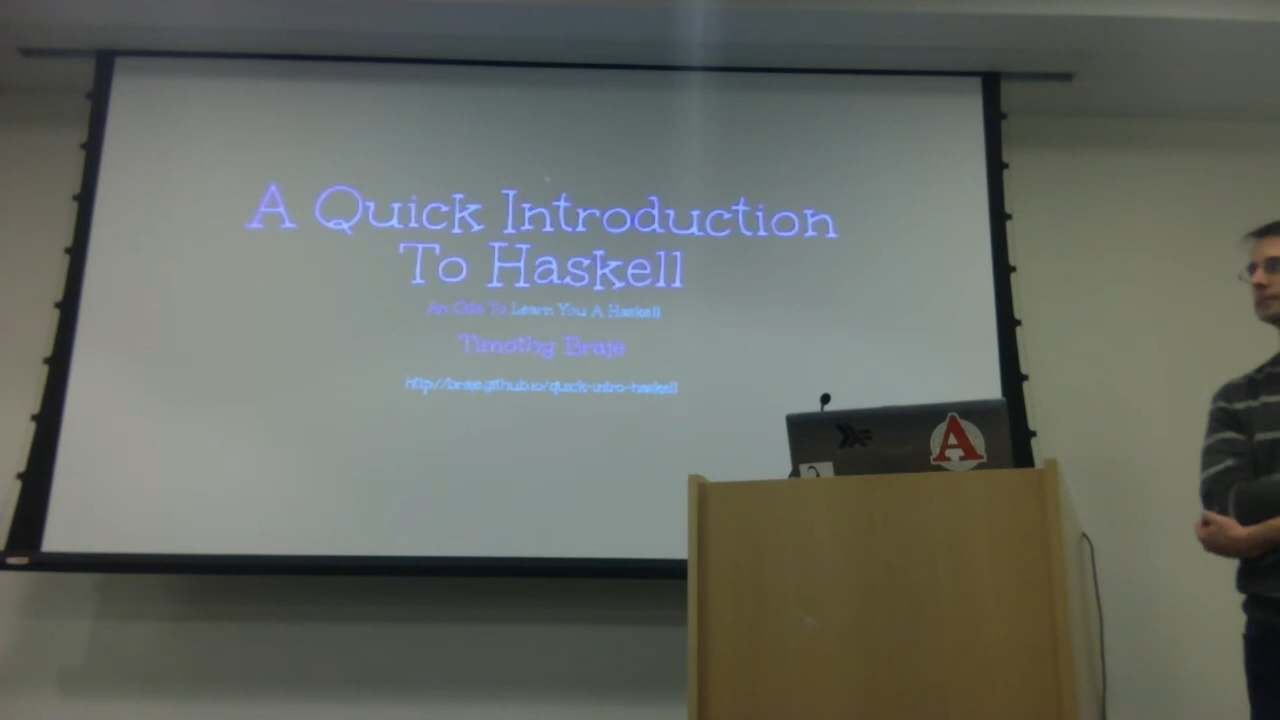 A Quick Introduction
To Haskell
An Ode To Learn You A Haskell
Timothy Braje
http://braje.github.io/quick-intro-haskell
A